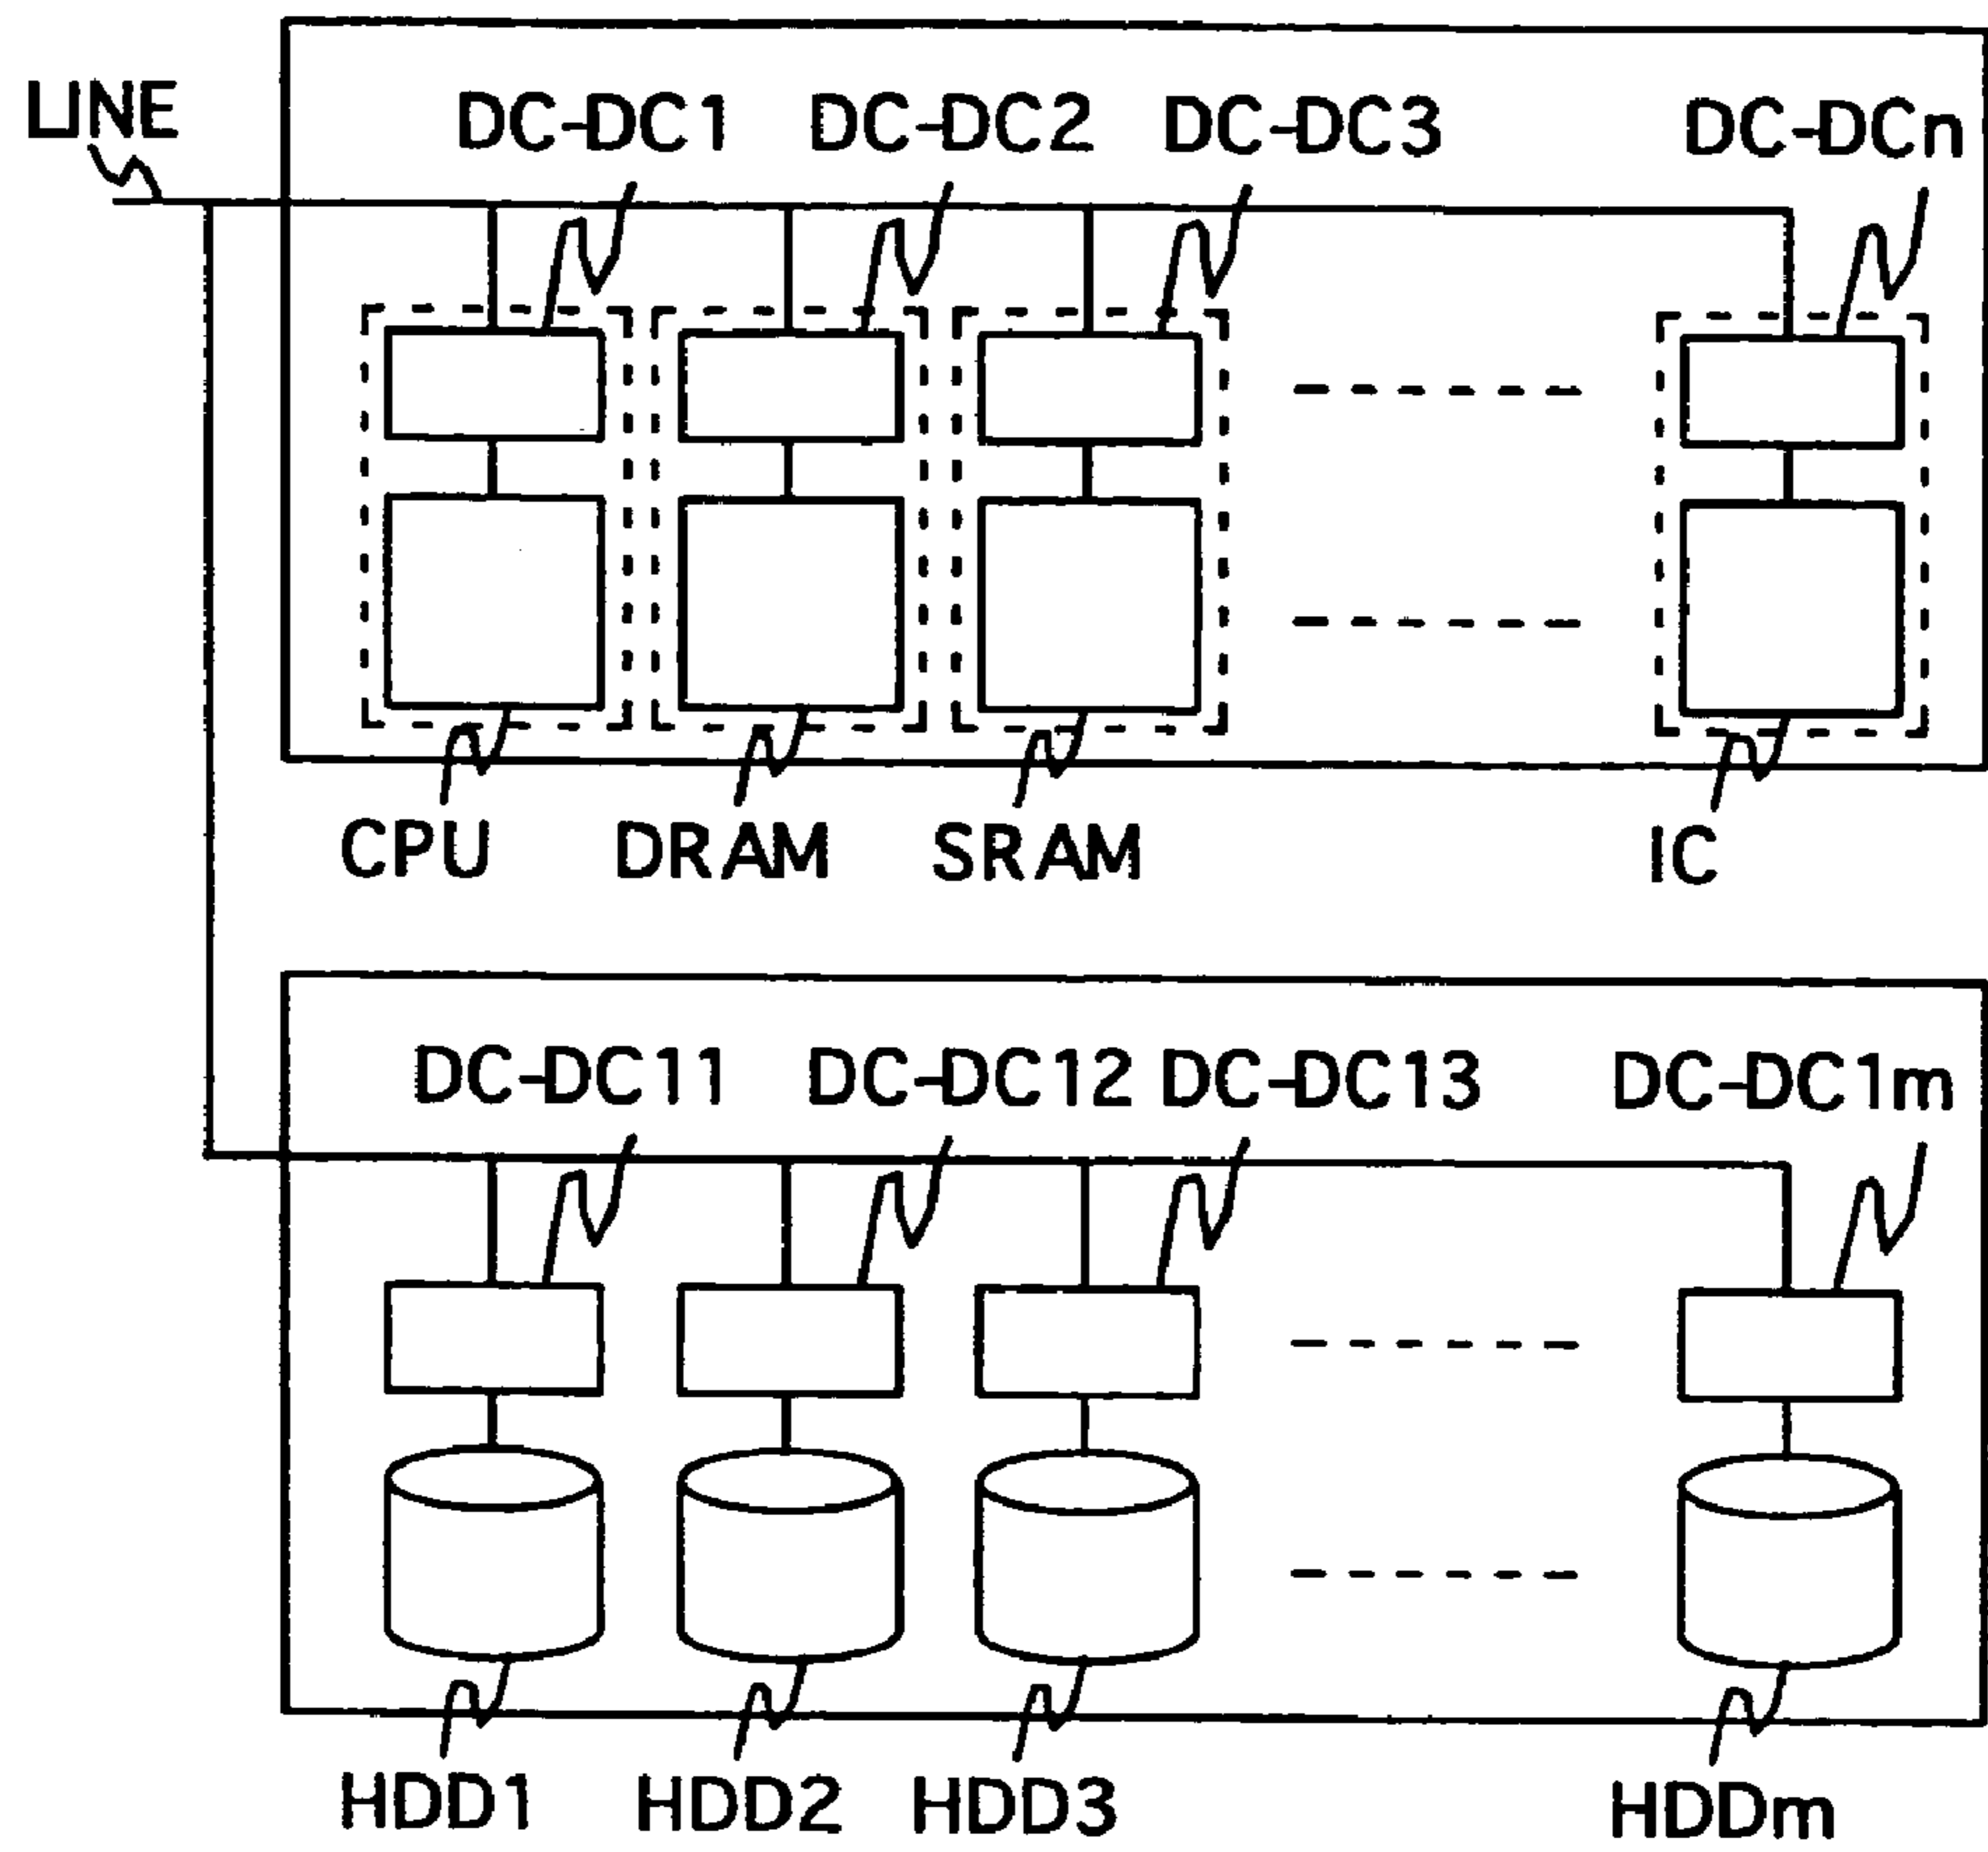 LINE
DC-DC1 DC-DC2 DC-DC3 DC-DCn
CPU DRAM SRAM IC
DC-DC11 DC-DC12 DC-DC13 DC-DC1m
HDD1 HDD2 HDD3 HDDm